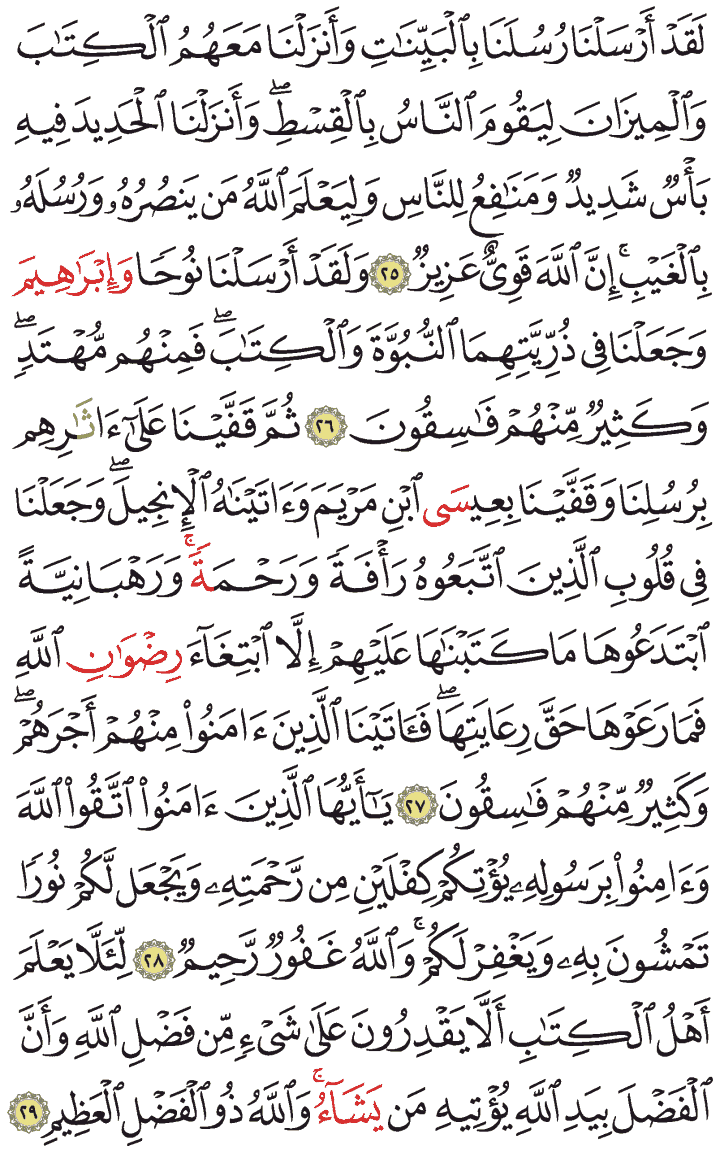 لَقَدْ أَرْسَلْنَا رُسُلَنَا بِٱلْبَيِّنَٰتِ وَأَنزَلْنَا مَعَهُمُ ٱلْكِتَٰبَ
وَٱلْمِيزَانَ لِيَقُومَ ٱلنَّاسُ بِٱلْقِسْطِۖ وَأَنزَلْنَا ٱلْحَدِيدَ فِيهِ
بَأْسٌ شَدِيدٌ وَمَنَٰفِعُ لِلنَّاسِ وَلِيَعْلَمَ ٱللَّهُ مَن يَنصُرُهُۥ وَرُسُلَهُۥ
بِٱلْغَيْبِۚ إِنَّ ٱللَّهَ قَوِيٌّ عَزِيزٌ ٢٥ وَلَقَدْ أَرْسَلْنَا نُوحًا وَإِبْرَٰهِيمَ
وَجَعَلْنَا فِي ذُرِّيَّتِهِمَا ٱلنُّبُوَّةَ وَٱلْكِتَٰبَۖ فَمِنْهُم مُّهْتَدٍۖ
وَكَثِيرٌ مِّنْهُمْ فَٰسِقُونَ ٢٦ ثُمَّ قَفَّيْنَا عَلَىٰٓ ءَاثَٰرِهِم
بِرُسُلِنَا وَقَفَّيْنَا بِعِيسَى ٱبْنِ مَرْيَمَ وَءَاتَيْنَٰهُ ٱلْإِنجِيلَۖ وَجَعَلْنَا
فِي قُلُوبِ ٱلَّذِينَ ٱتَّبَعُوهُ رَأْفَةً وَرَحْمَةًۚ وَرَهْبَانِيَّةً
ٱبْتَدَعُوهَا مَا كَتَبْنَٰهَا عَلَيْهِمْ إِلَّا ٱبْتِغَآءَ رِضْوَٰنِ ٱللَّهِ
فَمَا رَعَوْهَا حَقَّ رِعَايَتِهَاۖ فَـَٔاتَيْنَا ٱلَّذِينَ ءَامَنُوا۟ مِنْهُمْ أَجْرَهُمْۖ
وَكَثِيرٌ مِّنْهُمْ فَٰسِقُونَ ٢٧ يَٰٓأَيُّهَا ٱلَّذِينَ ءَامَنُوا۟ ٱتَّقُوا۟ ٱللَّهَ
وَءَامِنُوا۟ بِرَسُولِهِۦ يُؤْتِكُمْ كِفْلَيْنِ مِن رَّحْمَتِهِۦ وَيَجْعَل لَّكُمْ نُورًا
تَمْشُونَ بِهِۦ وَيَغْفِرْ لَكُمْۚ وَٱللَّهُ غَفُورٌ رَّحِيمٌ ٢٨ لِّئَلَّا يَعْلَمَ
أَهْلُ ٱلْكِتَٰبِ أَلَّا يَقْدِرُونَ عَلَىٰ شَيْءٍ مِّن فَضْلِ ٱللَّهِ وَأَنَّ
ٱلْفَضْلَ بِيَدِ ٱللَّهِ يُؤْتِيهِ مَن يَشَآءُۚ وَٱللَّهُ ذُو ٱلْفَضْلِ ٱلْعَظِيمِ ٢٩